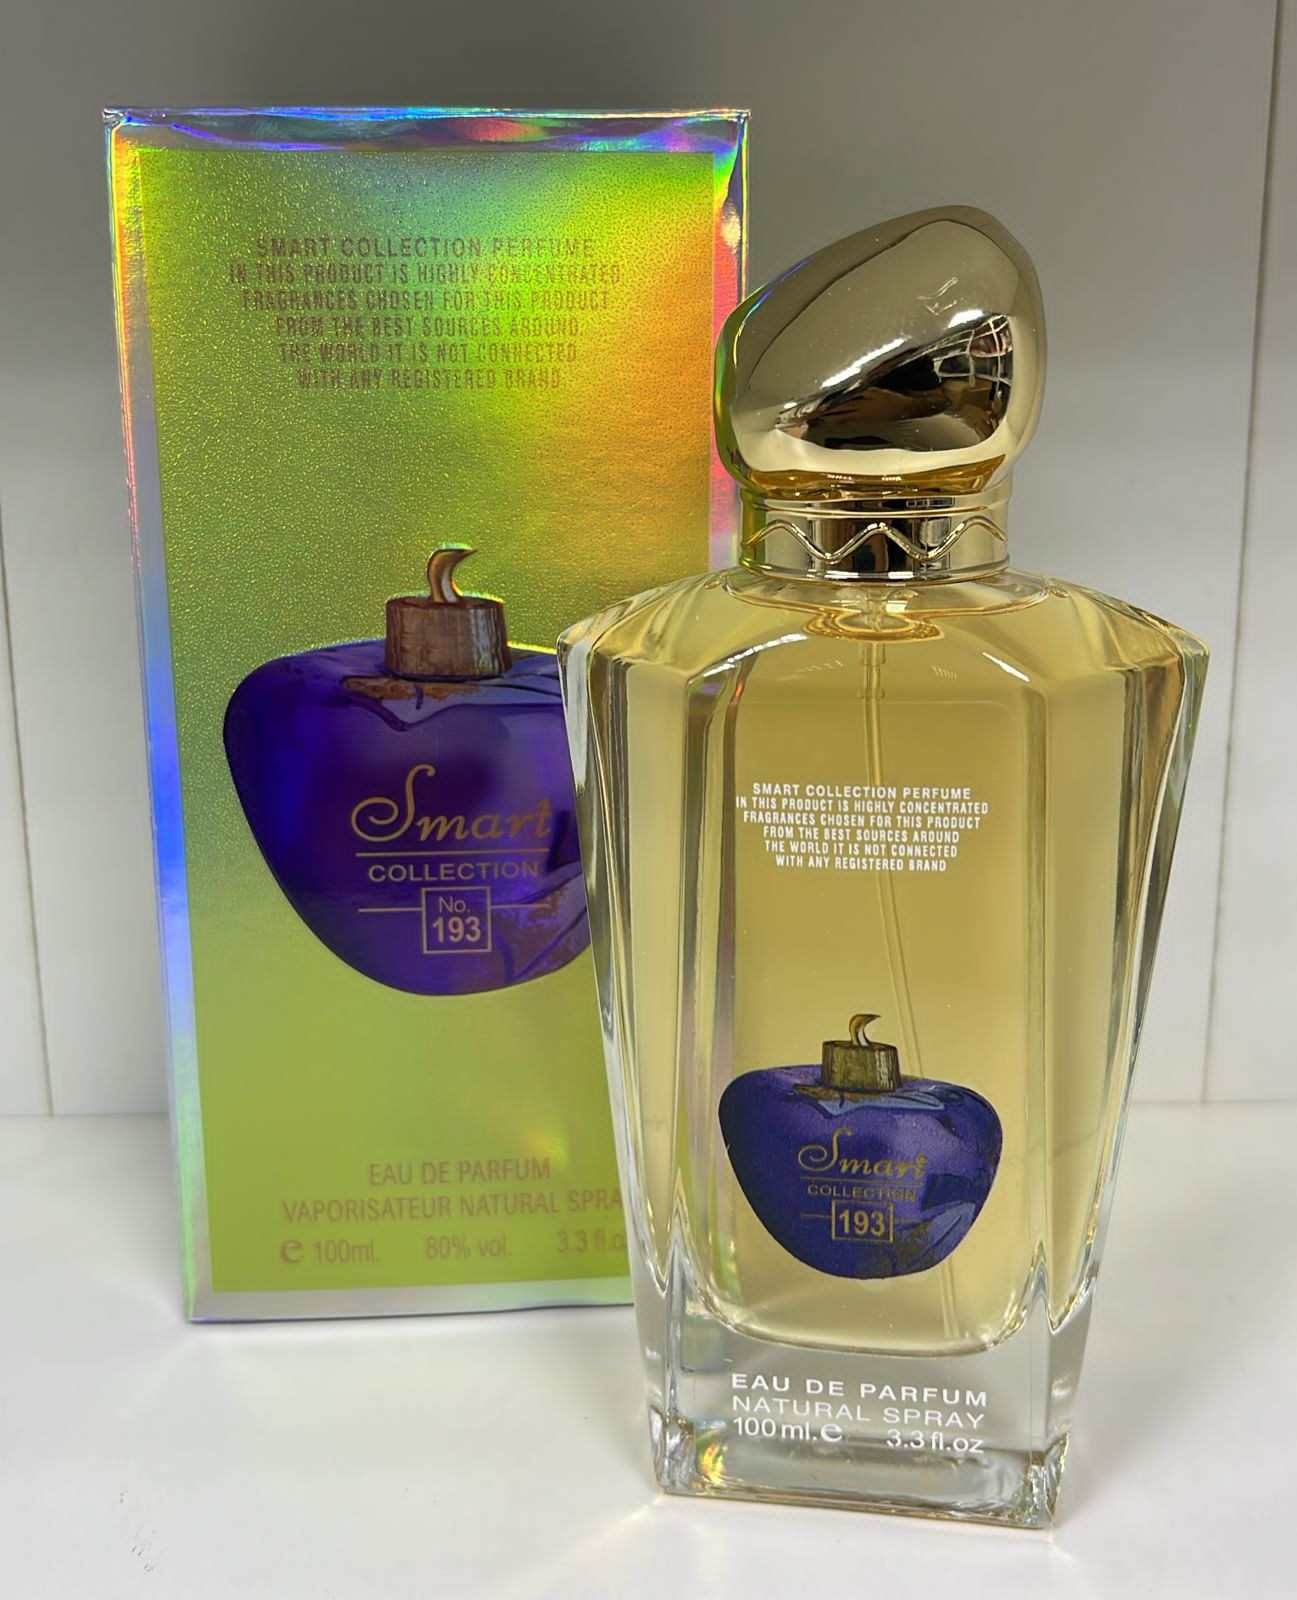 SMART COLLECTION PERFUME
IN THIS PRODUCT IS HIGHLY CONCENTRATED
FRAGRANCES CHOSEN FOR THIS PRODUCT
FROM THE BEST SOURCES AROUND
THE WORLD IT IS NOT CONNECTED
WITH ANY REGISTERED BRAND
Smart
COLLECTION
No.
193
EAU DE PARFUM
VAPORISATEUR NATURAL SPRA
e 100ml. 80% vol. 3.3 fl.o
SMART COLLECTION PERFUME
IN THIS PRODUCT IS HIGHLY CONCENTRATED
FRAGRANCES CHOSEN FOR THIS PRODUCT
FROM THE BEST SOURCES AROUND
THE WORLD IT IS NOT CONNECTED
WITH ANY REGISTERED BRAND
Smart
COLLECTION
193
EAU DE PARFUM
NATURAL SPRAY
100 ml. e 3.3 fl.oz